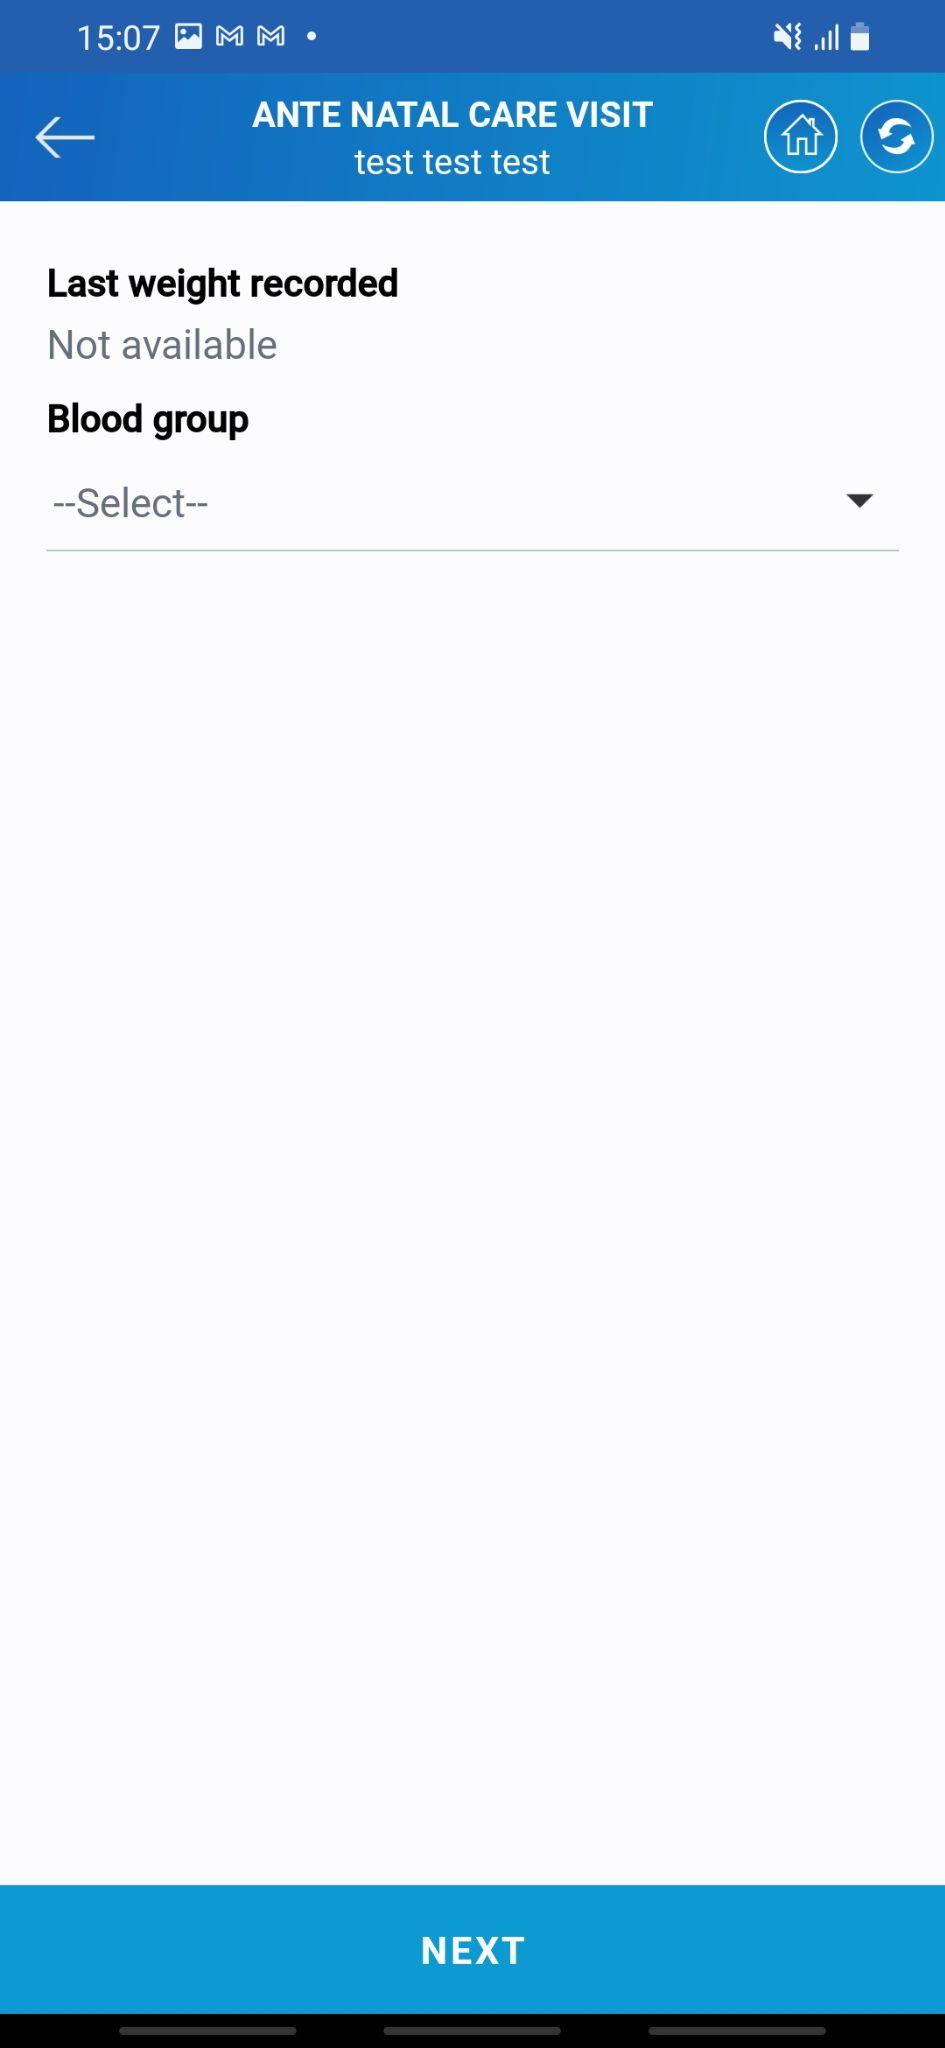 15:07
ANTE NATAL CARE VISIT
test test test
Last weight recorded
Not available
Blood group
--Select--
NEXT